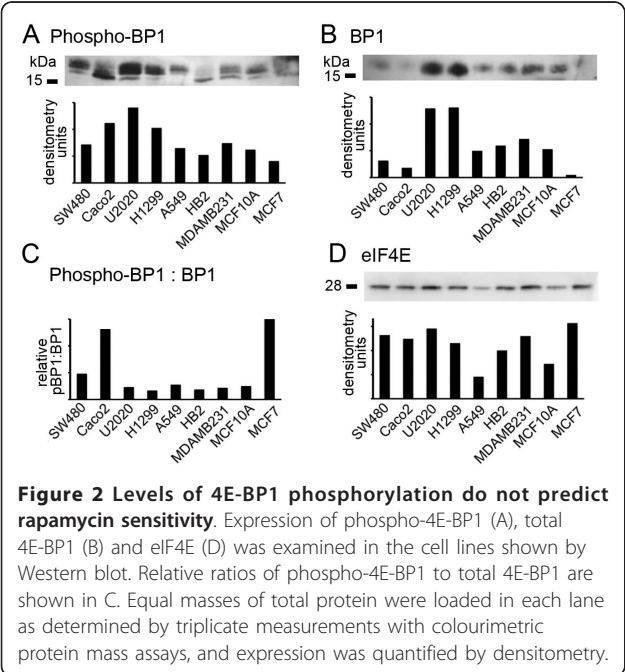 A Phospho-BP1
kDa
15
densitometry
units
SW480
Caco2
U2020
H1299
A549
HB2
MDAMB231
MCF10A
MCF7
B BP1
kDa
15
densitometry
units
SW480
Caco2
U2020
H1299
A549
HB2
MDAMB231
MCF10A
MCF7
C
Phospho-BP1 : BP1
relative
pBP1:BP1
SW480
Caco2
U2020
H1299
A549
HB2
MDAMB231
MCF10A
MCF7
D eIF4E
28
densitometry
units
SW480
Caco2
U2020
H1299
A549
HB2
MDAMB231
MCF10A
MCF7
Figure 2 Levels of 4E-BP1 phosphorylation do not predict
rapamycin sensitivity. Expression of phospho-4E-BP1 (A), total
4E-BP1 (B) and eIF4E (D) was examined in the cell lines shown by
Western blot. Relative ratios of phospho-4E-BP1 to total 4E-BP1 are
shown in C. Equal masses of total protein were loaded in each lane
as determined by triplicate measurements with colourimetric
protein mass assays, and expression was quantified by densitometry.